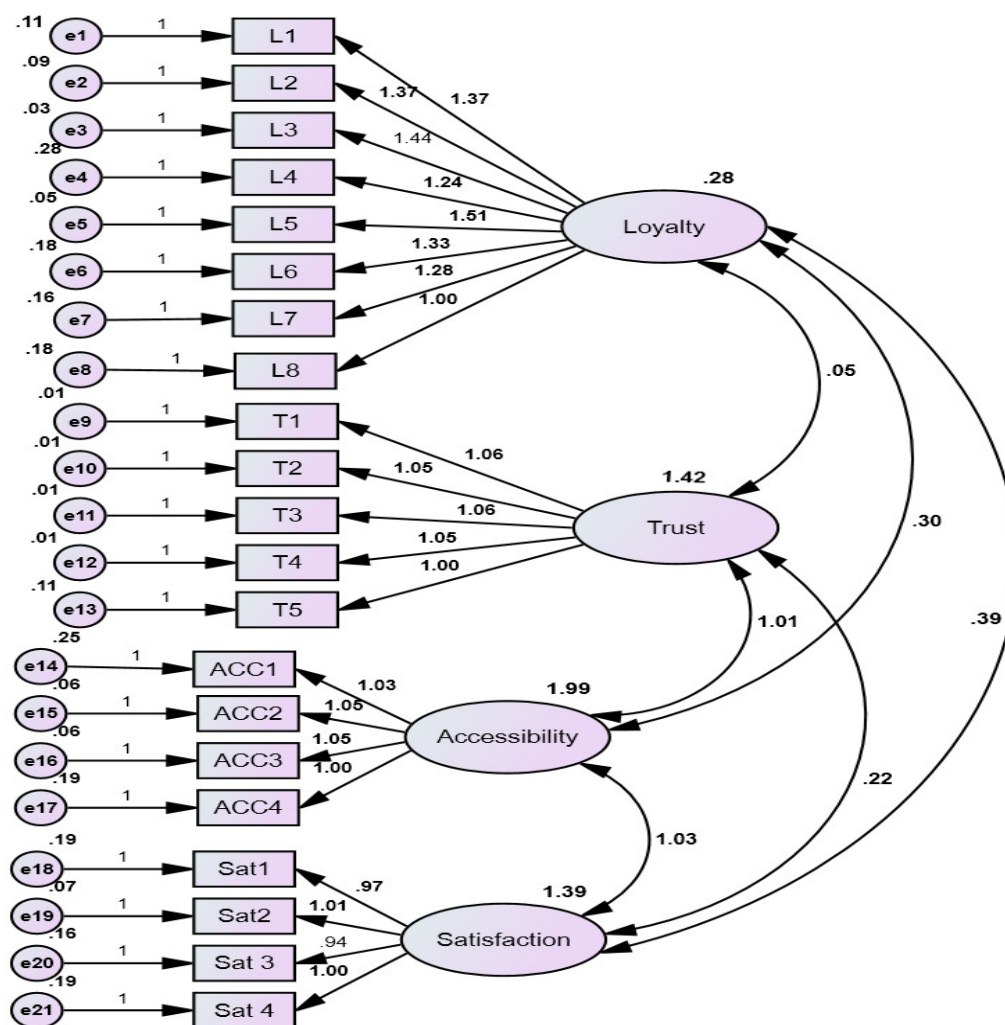 .11
e1 1 L1
.09
e2 1 L2 1.37 1.37
.03
e3 1 L3 1.44
.28
e4 1 L4 1.24 .28
.05
e5 1 L5 1.51 Loyalty
.18
e6 1 L6 1.33
.16
e7 1 L7 1.28
.18
e8 1 L8 1.00 .05
.01
e9 1 T1
.01
e10 1 T2 1.06
.01
e11 1 T3 1.05 1.42
.01
e12 1 T4 1.06 Trust .30
.11
e13 1 T5 1.05
1.00
1.01 .39
.25
e14 1 ACC1
.06
e15 1 ACC2 1.03 1.99
.06
e16 1 ACC3 1.05 Accessibility
.19
e17 1 ACC4 1.05
1.00 .22
1.03
.19
e18 1 Sat1
.07
e19 1 Sat2 .97 1.39
.16
e20 1 Sat 3 1.01 Satisfaction
.19
e21 1 Sat 4 .94
1.00